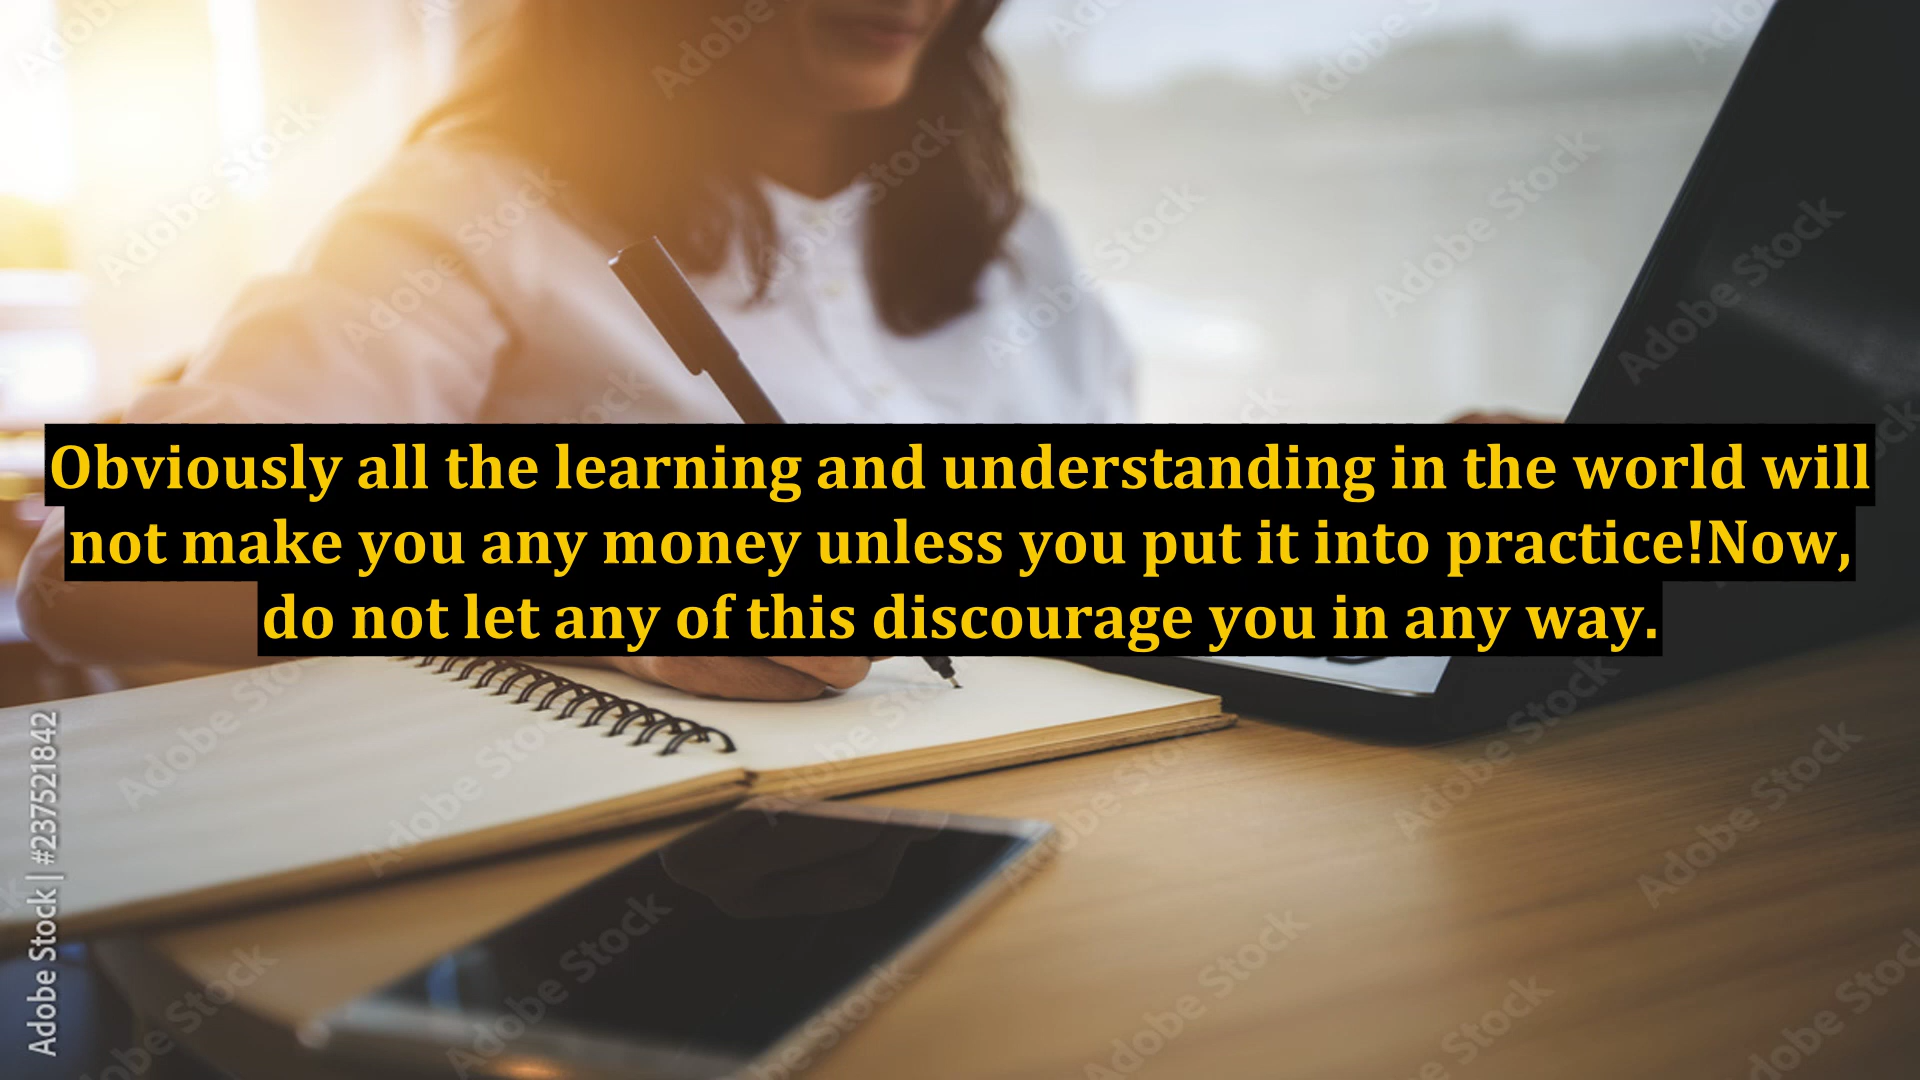 Obviously all the learning and understanding in the world will
not make you any money unless you put it into practice!Now,
do not let any of this discourage you in any way.
Adobe Stock | #237521842